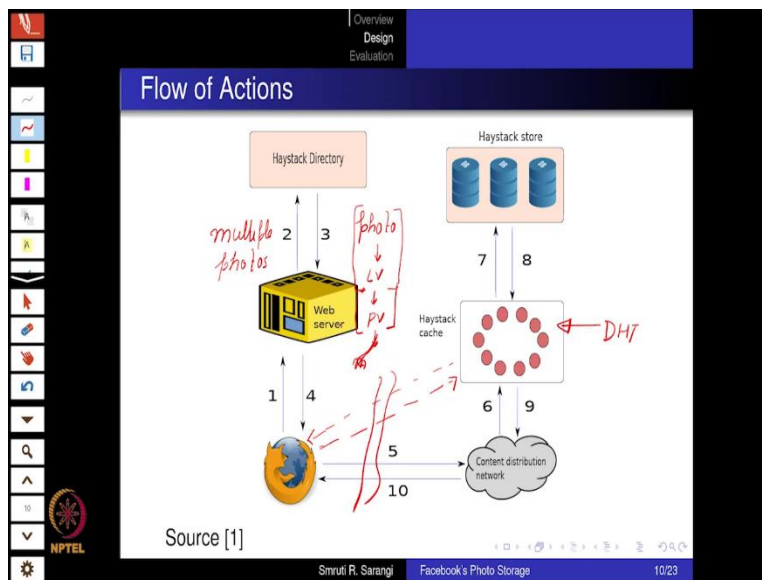 Overview
Design
Evaluation
Flow of Actions
Haystack Directory
Haystack store
multiple
photos
2
3
photo
LV
PV
7
8
Web
server
Haystack
cache
DHT
1
4
6
9
5
Content distribution
network
10
Source [1]
10
NPTEL
Smruti R. Sarangi
Facebook's Photo Storage
10/23